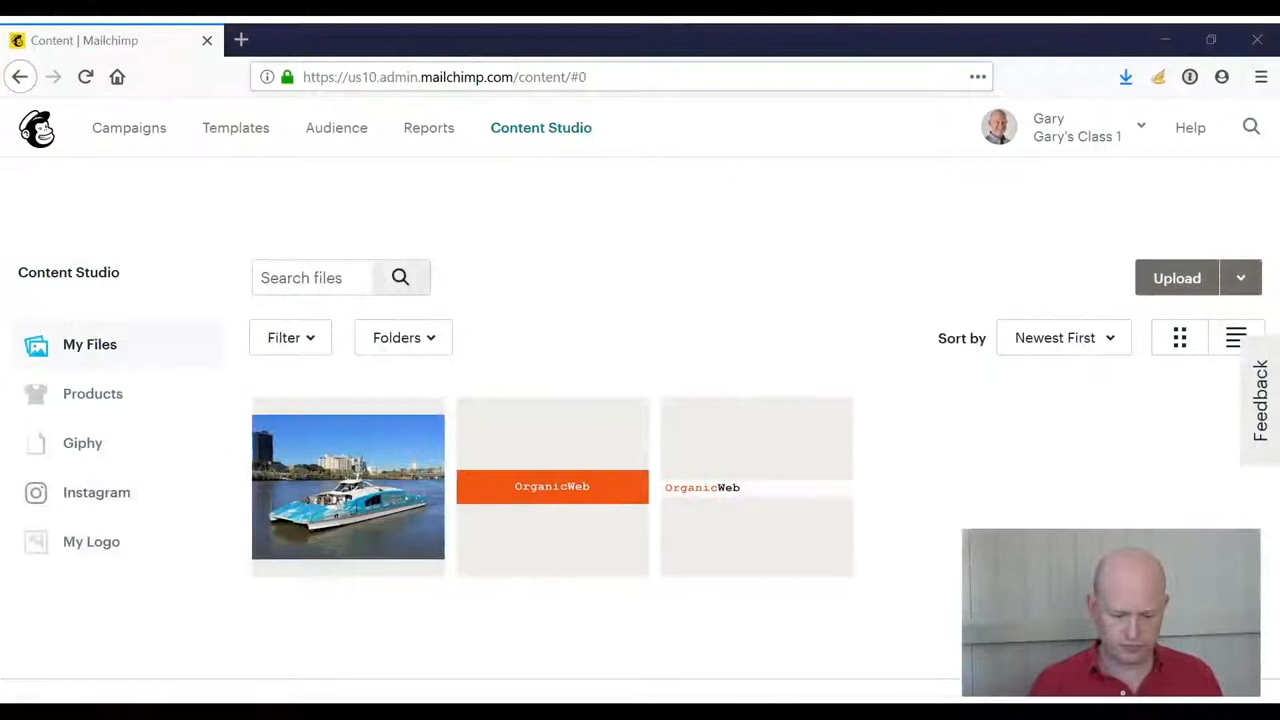 Content | Mailchimp
https://us10.admin.mailchimp.com/content/#0
Campaigns
Templates
Audience
Reports
Content Studio
Gary
Gary's Class 1
Help
Content Studio
Search files
Upload
Filter
Folders
Sort by
Newest First
Feedback
My Files
Products
Giphy
Instagram
My Logo
OrganicWeb
OrganicWeb